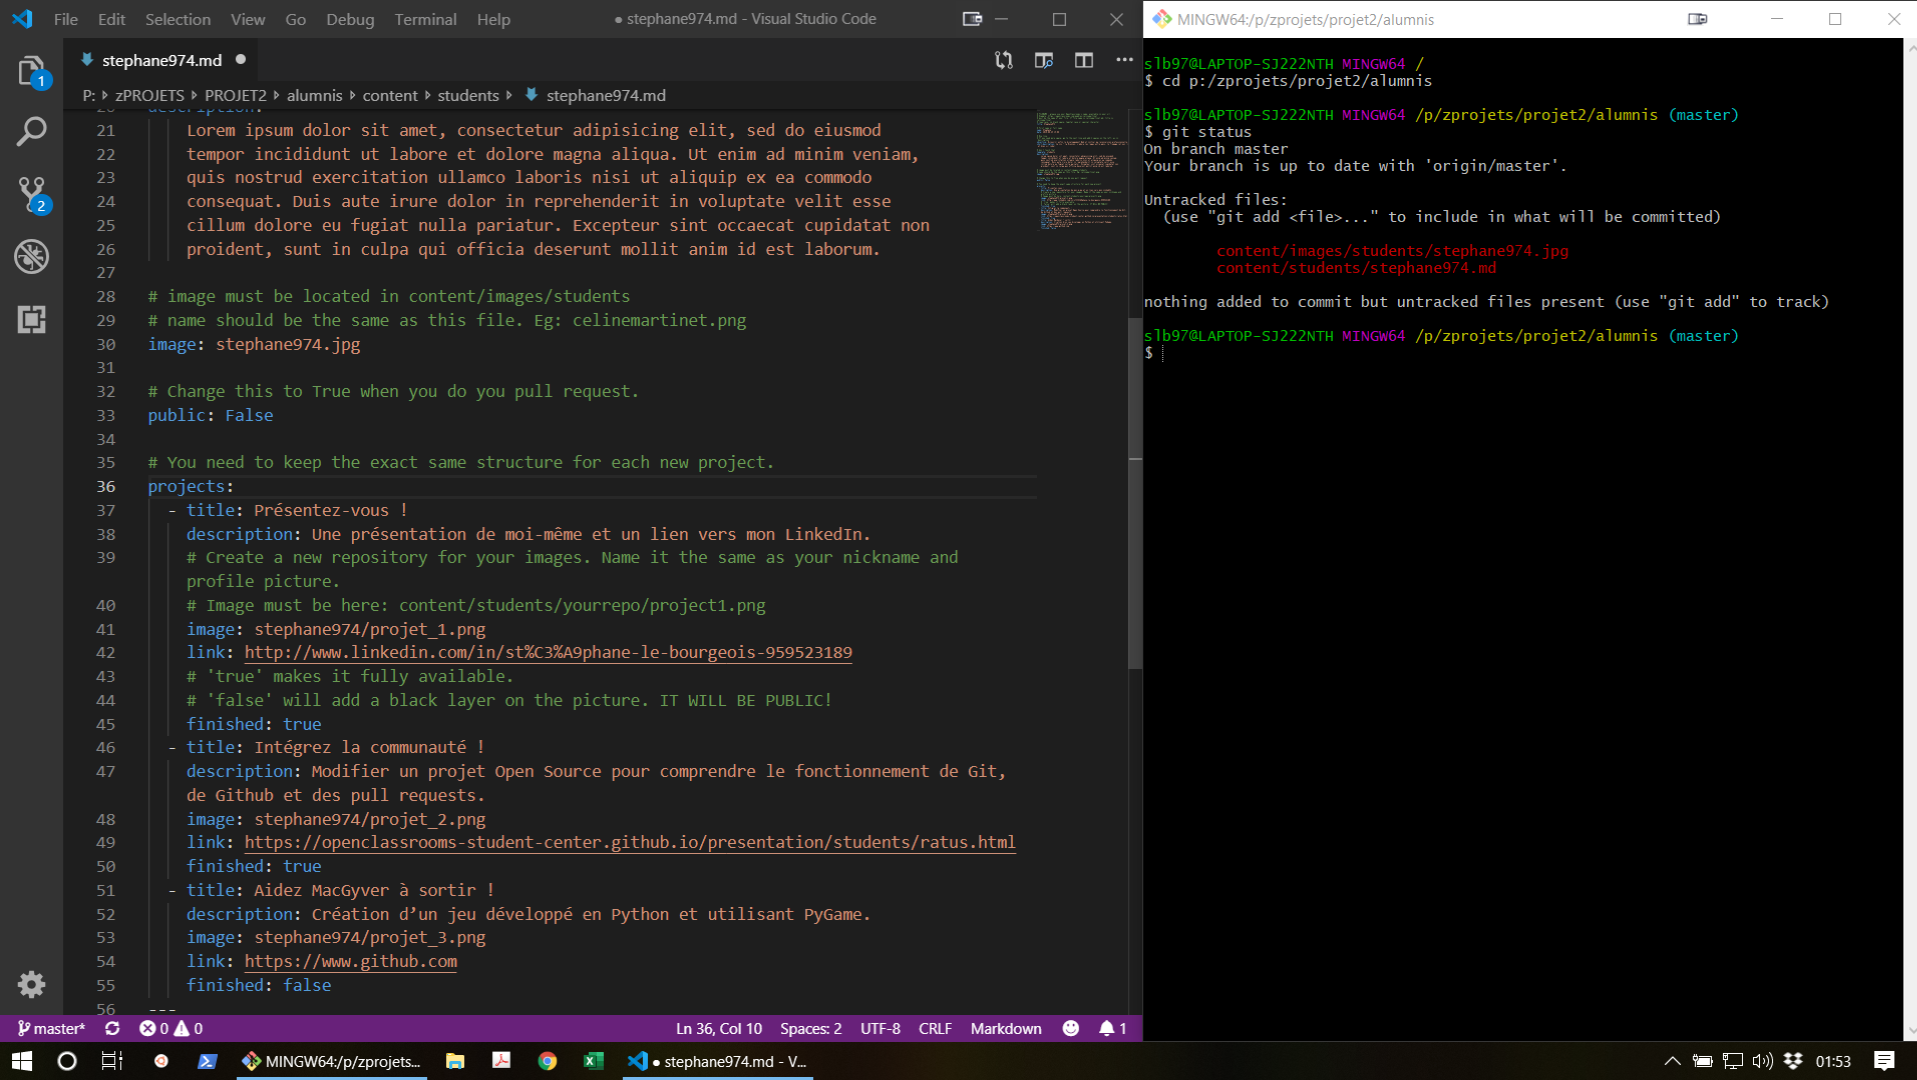 File Edit Selection View Go Debug Terminal Help
● stephane974.md - Visual Studio Code
stephane974.md ●
P: › zPROJETS › PROJET2 › alumnis › content › students › stephane974.md
20 description:
21 Lorem ipsum dolor sit amet, consectetur adipisicing elit, sed do eiusmod
22 tempor incididunt ut labore et dolore magna aliqua. Ut enim ad minim veniam,
23 quis nostrud exercitation ullamco laboris nisi ut aliquip ex ea commodo
24 consequat. Duis aute irure dolor in reprehenderit in voluptate velit esse
25 cillum dolore eu fugiat nulla pariatur. Excepteur sint occaecat cupidatat non
26 proident, sunt in culpa qui officia deserunt mollit anim id est laborum.
27
28 # image must be located in content/images/students
29 # name should be the same as this file. Eg: celinemartinet.png
30 image: stephane974.jpg
31
32 # Change this to True when you do you pull request.
33 public: False
34
35 # You need to keep the exact same structure for each new project.
36 projects:
37 - title: Présentez-vous !
38 description: Une présentation de moi-même et un lien vers mon LinkedIn.
39 # Create a new repository for your images. Name it the same as your nickname and
profile picture.
40 # Image must be here: content/students/yourrepo/project1.png
41 image: stephane974/projet_1.png
42 link: http://www.linkedin.com/in/st%C3%A9phane-le-bourgeois-959523189
43 # 'true' makes it fully available.
44 # 'false' will add a black layer on the picture. IT WILL BE PUBLIC!
45 finished: true
46 - title: Intégrez la communauté !
47 description: Modifier un projet Open Source pour comprendre le fonctionnement de Git,
de Github et des pull requests.
48 image: stephane974/projet_2.png
49 link: https://openclassrooms-student-center.github.io/presentation/students/ratus.html
50 finished: true
51 - title: Aidez MacGyver à sortir !
52 description: Création d’un jeu développé en Python et utilisant PyGame.
53 image: stephane974/projet_3.png
54 link: https://www.github.com
55 finished: false
56 ---
1
2
master* 0 0
Ln 36, Col 10 Spaces: 2 UTF-8 CRLF Markdown 1
MINGW64:/p/zprojets/projet2/alumnis
slb97@LAPTOP-SJ222NTH MINGW64 /
$ cd p:/zprojets/projet2/alumnis
slb97@LAPTOP-SJ222NTH MINGW64 /p/zprojets/projet2/alumnis (master)
$ git status
On branch master
Your branch is up to date with 'origin/master'.
Untracked files:
(use "git add <file>..." to include in what will be committed)
content/images/students/stephane974.jpg
content/students/stephane974.md
nothing added to commit but untracked files present (use "git add" to track)
slb97@LAPTOP-SJ222NTH MINGW64 /p/zprojets/projet2/alumnis (master)
$
MINGW64:/p/zprojets...
● stephane974.md - V...
01:53